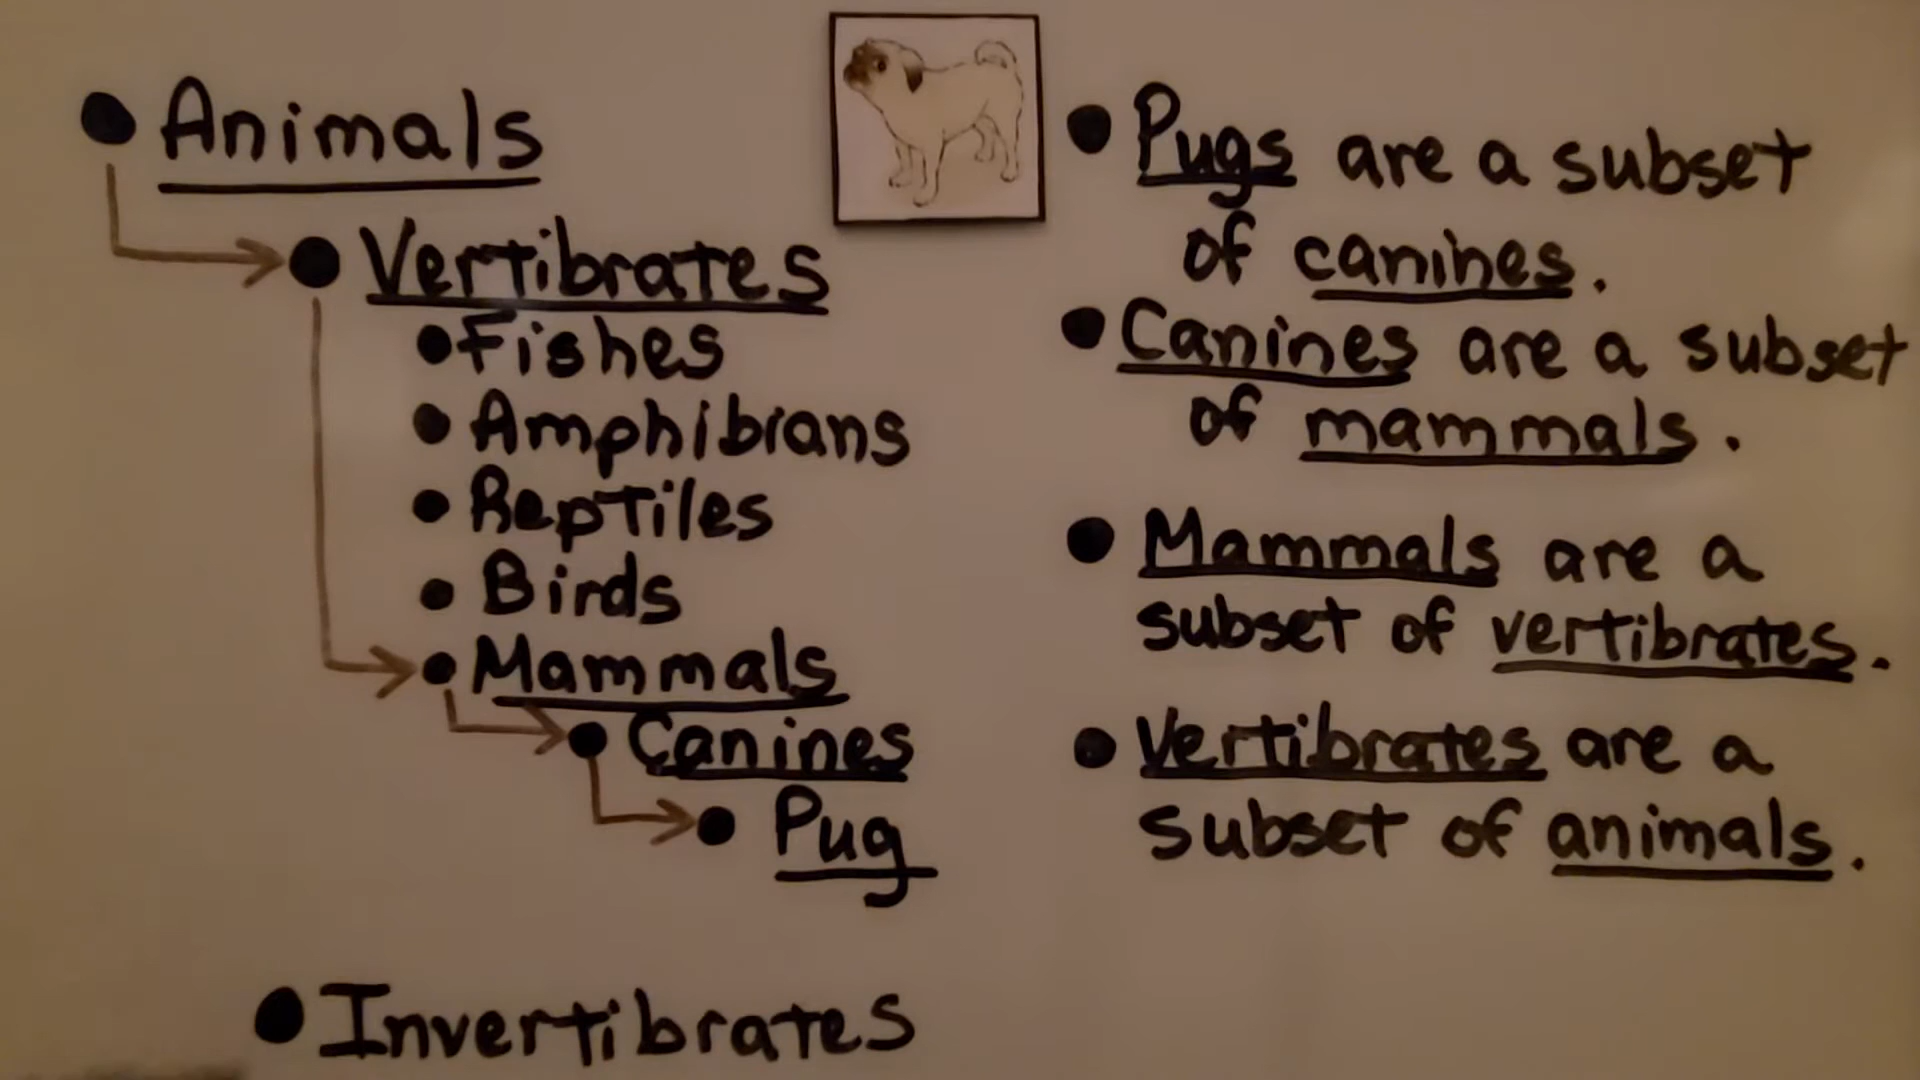 • Animals
• Vertibrates
• Fishes
• Amphibians
• Reptiles
• Birds
• Mammals
• Canines
• Pug
• Invertibrates
• Pugs are a subset
of canines.
• Canines are a subset
of mammals.
• Mammals are a
subset of vertibrates.
• Vertibrates are a
subset of animals.